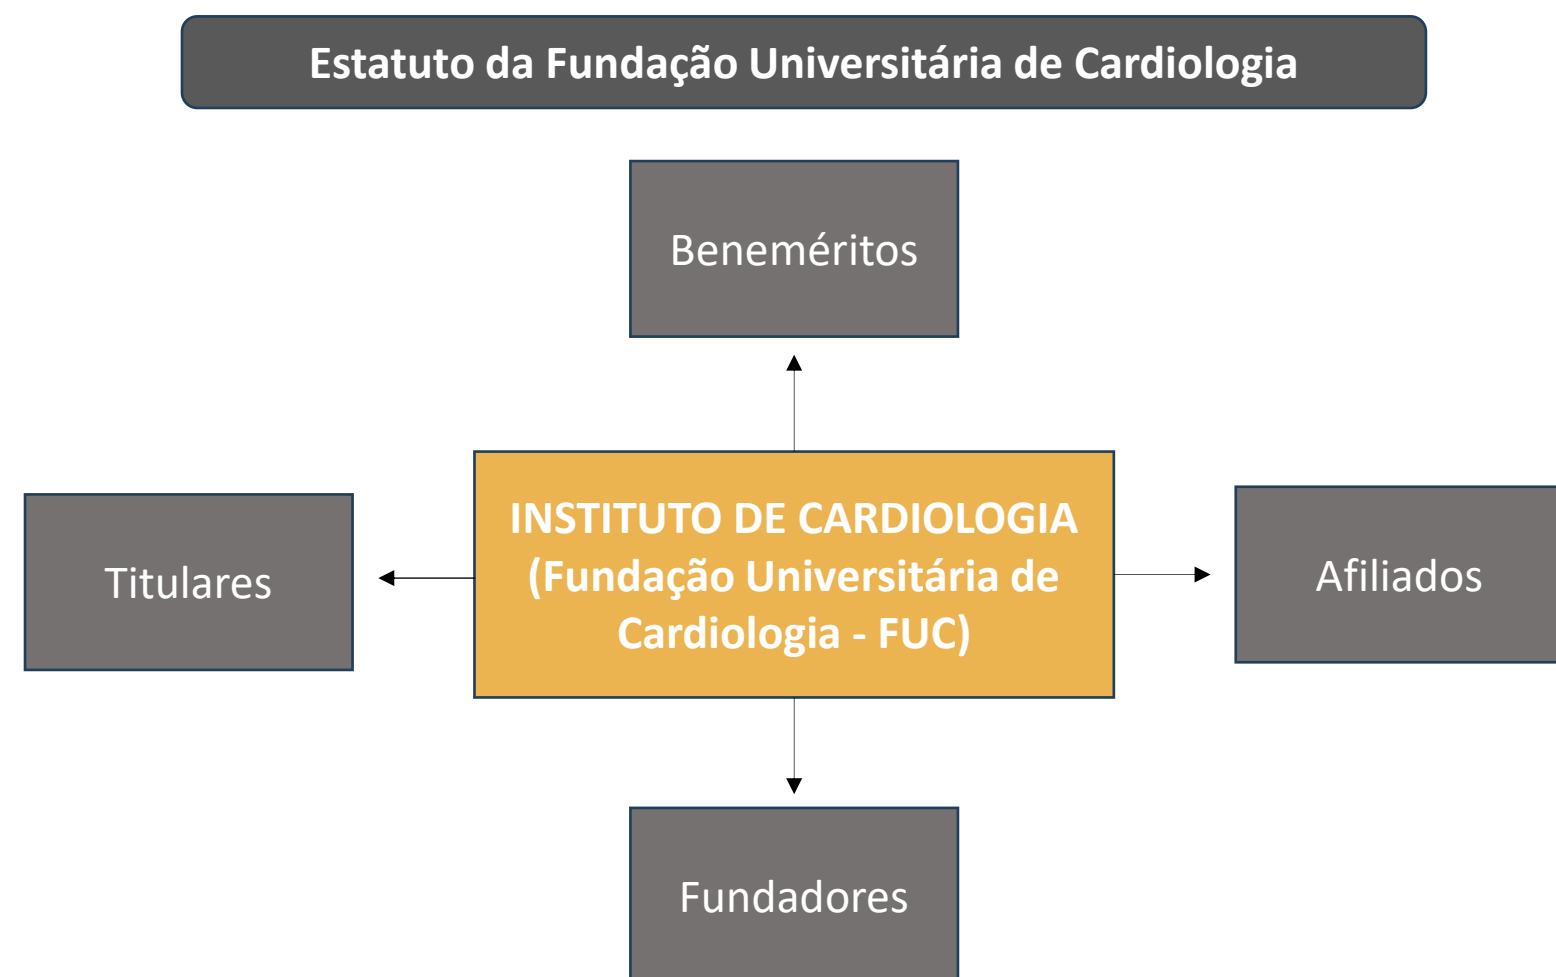 Estatuto da Fundação Universitária de Cardiologia
Beneméritos
INSTITUTO DE CARDIOLOGIA
(Fundação Universitária de
Cardiologia - FUC)
Titulares
Afiliados
Fundadores